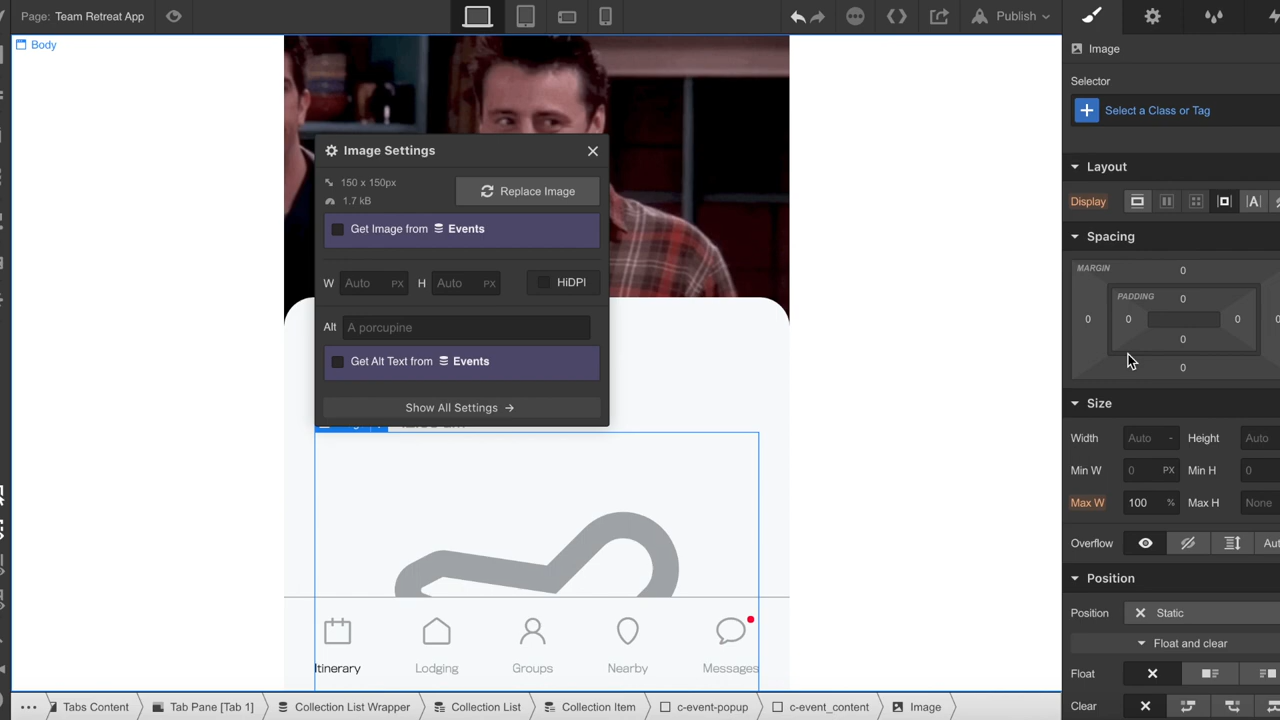 Page: Team Retreat App
Publish
Body
Image
Selector
Select a Class or Tag
Image Settings
150 x 150px
1.7 kB
Replace Image
Get Image from Events
W Auto PX H Auto PX HiDPI
Alt A porcupine
Get Alt Text from Events
Show All Settings
Layout
Display
Spacing
MARGIN
0
PADDING
0
0 0 0
0
0
Size
Width Auto - Height Auto
Min W 0 PX Min H 0
Max W 100 % Max H None
Overflow Aut
Position
Position Static
Float and clear
Float
Clear
Itinerary Lodging Groups Nearby Messages
Tabs Content Tab Pane [Tab 1] Collection List Wrapper Collection List Collection Item c-event-popup c-event_content Image